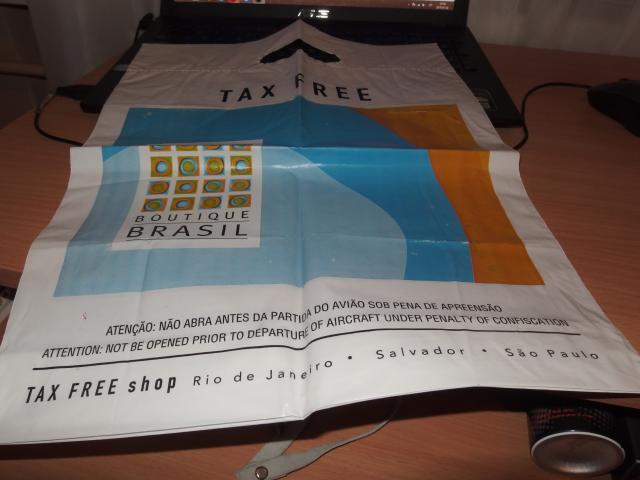 TAX FREE
BOUTIQUE
BRASIL
ATENÇÃO: NÃO ABRA ANTES DA PARTIDA DO AVIÃO SOB PENA DE APREENSÃO
ATTENTION: NOT BE OPENED PRIOR TO DEPARTURE OF AIRCRAFT UNDER PENALTY OF CONFISCATION
TAX FREE shop Rio de Janeiro • Salvador • São Paulo